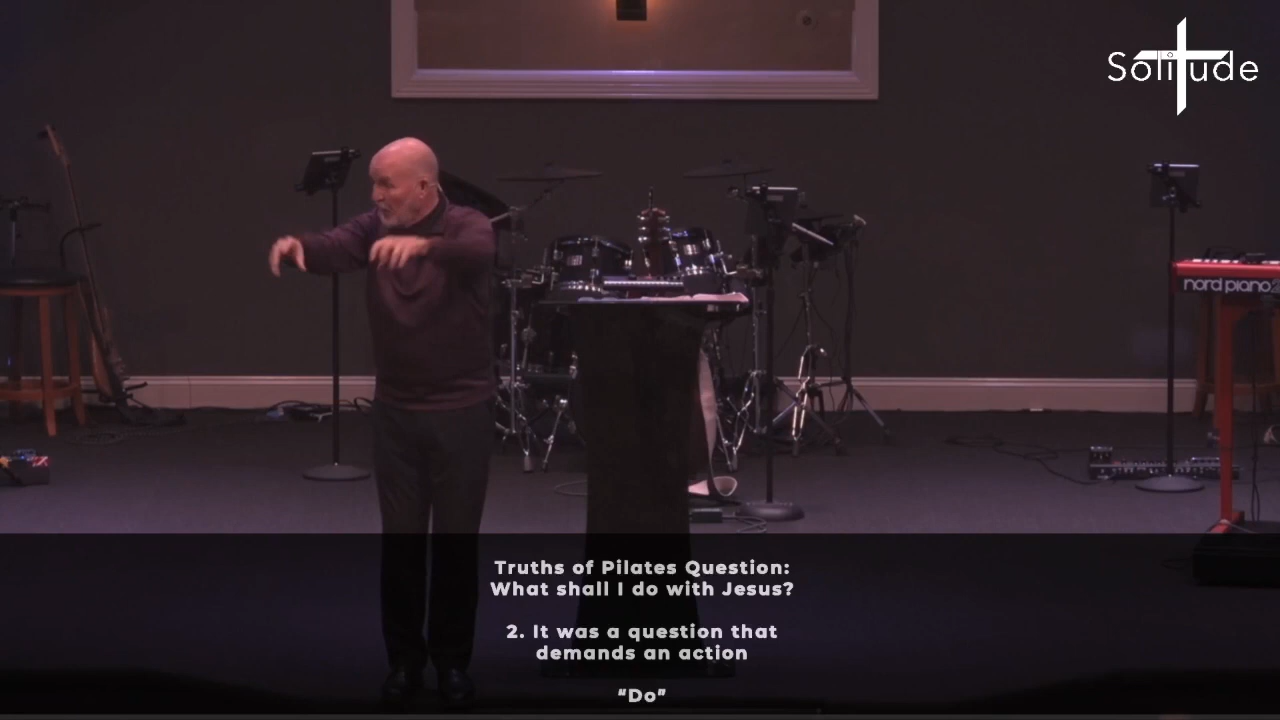 Solitude
nord piano
Truths of Pilates Question:
What shall I do with Jesus?
2. It was a question that
demands an action
“Do”